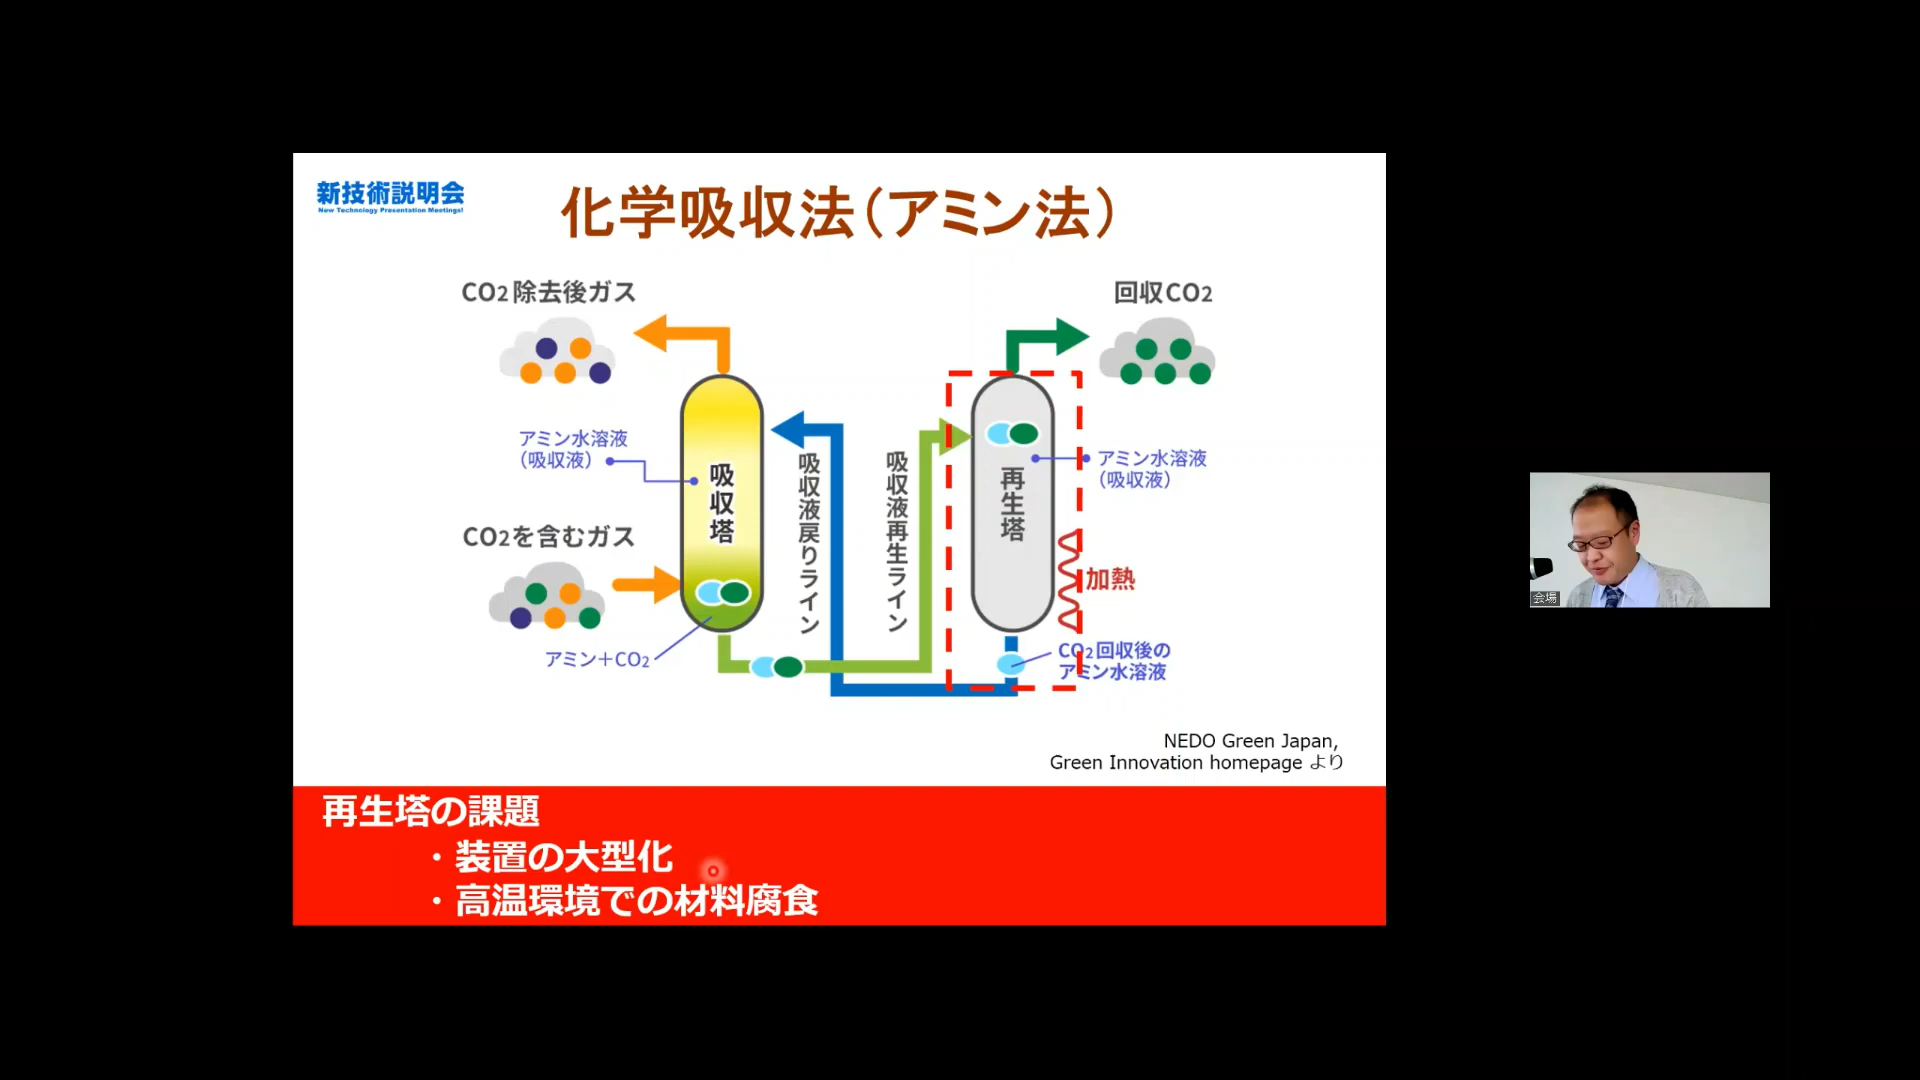 新技術説明会
New Technology Presentation Meetings!
化学吸収法（アミン法）
CO2除去後ガス
回収CO2
アミン水溶液
（吸収液）
吸収塔
CO2を含むガス
アミン＋CO2
吸収液戻りライン
吸収液再生ライン
再生塔
アミン水溶液
（吸収液）
加熱
CO2回収後の
アミン水溶液
NEDO Green Japan,
Green Innovation homepage より
再生塔の課題
・装置の大型化
・高温環境での材料腐食
会場